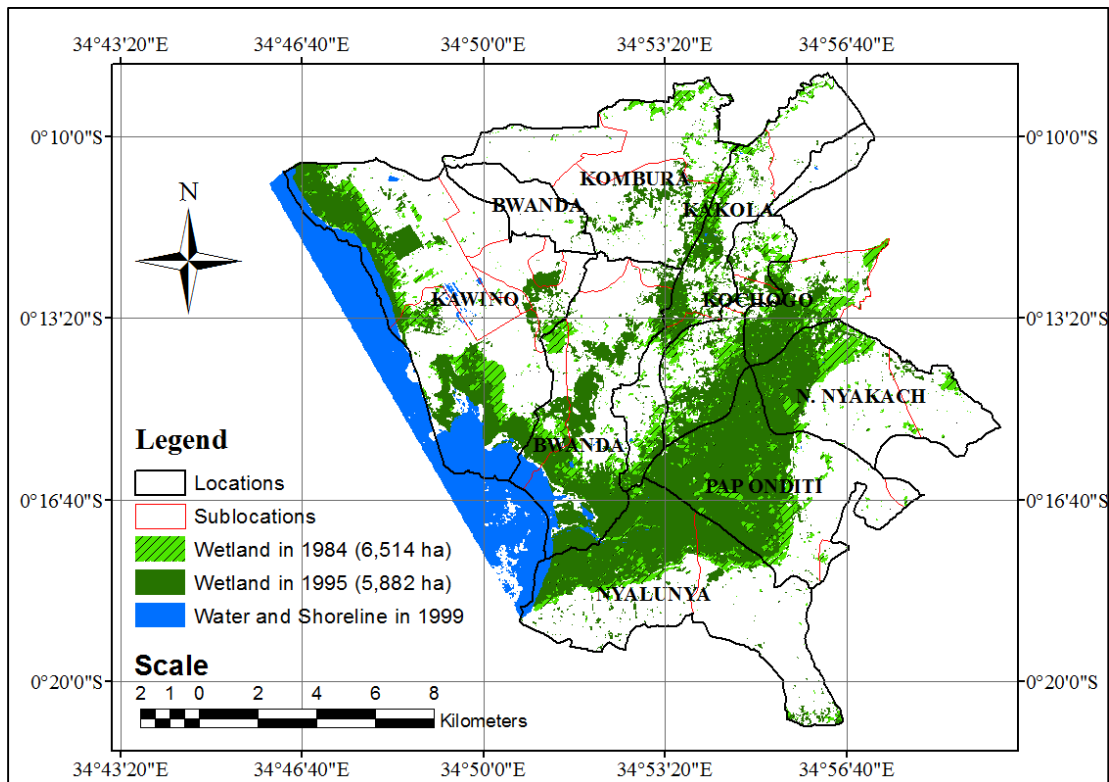 34°43'20"E 34°46'40"E 34°50'0"E 34°53'20"E 34°56'40"E
0°10'0"S 0°10'0"S
N
KOMBURA
BWANDA KAKOLA
KAWINO KOCHOGO
0°13'20"S 0°13'20"S
N. NYAKACH
BWANDA
PAP ONDITI
0°16'40"S 0°16'40"S
NYALUNYA
Legend
Locations
Sublocations
Wetland in 1984 (6,514 ha)
Wetland in 1995 (5,882 ha)
Water and Shoreline in 1999
Scale
0°20'0"S 0°20'0"S
2 1 0 2 4 6 8
Kilometers
34°43'20"E 34°46'40"E 34°50'0"E 34°53'20"E 34°56'40"E